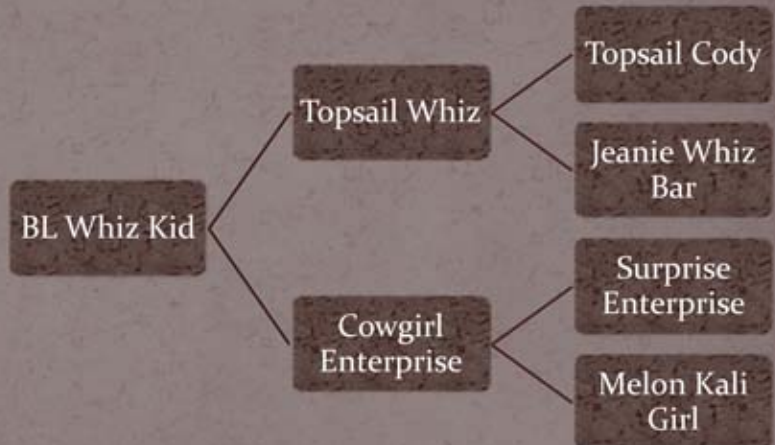 BL Whiz Kid
Topsail Whiz
Cowgirl
Enterprise
Topsail Cody
Jeanie Whiz
Bar
Surprise
Enterprise
Melon Kali
Girl